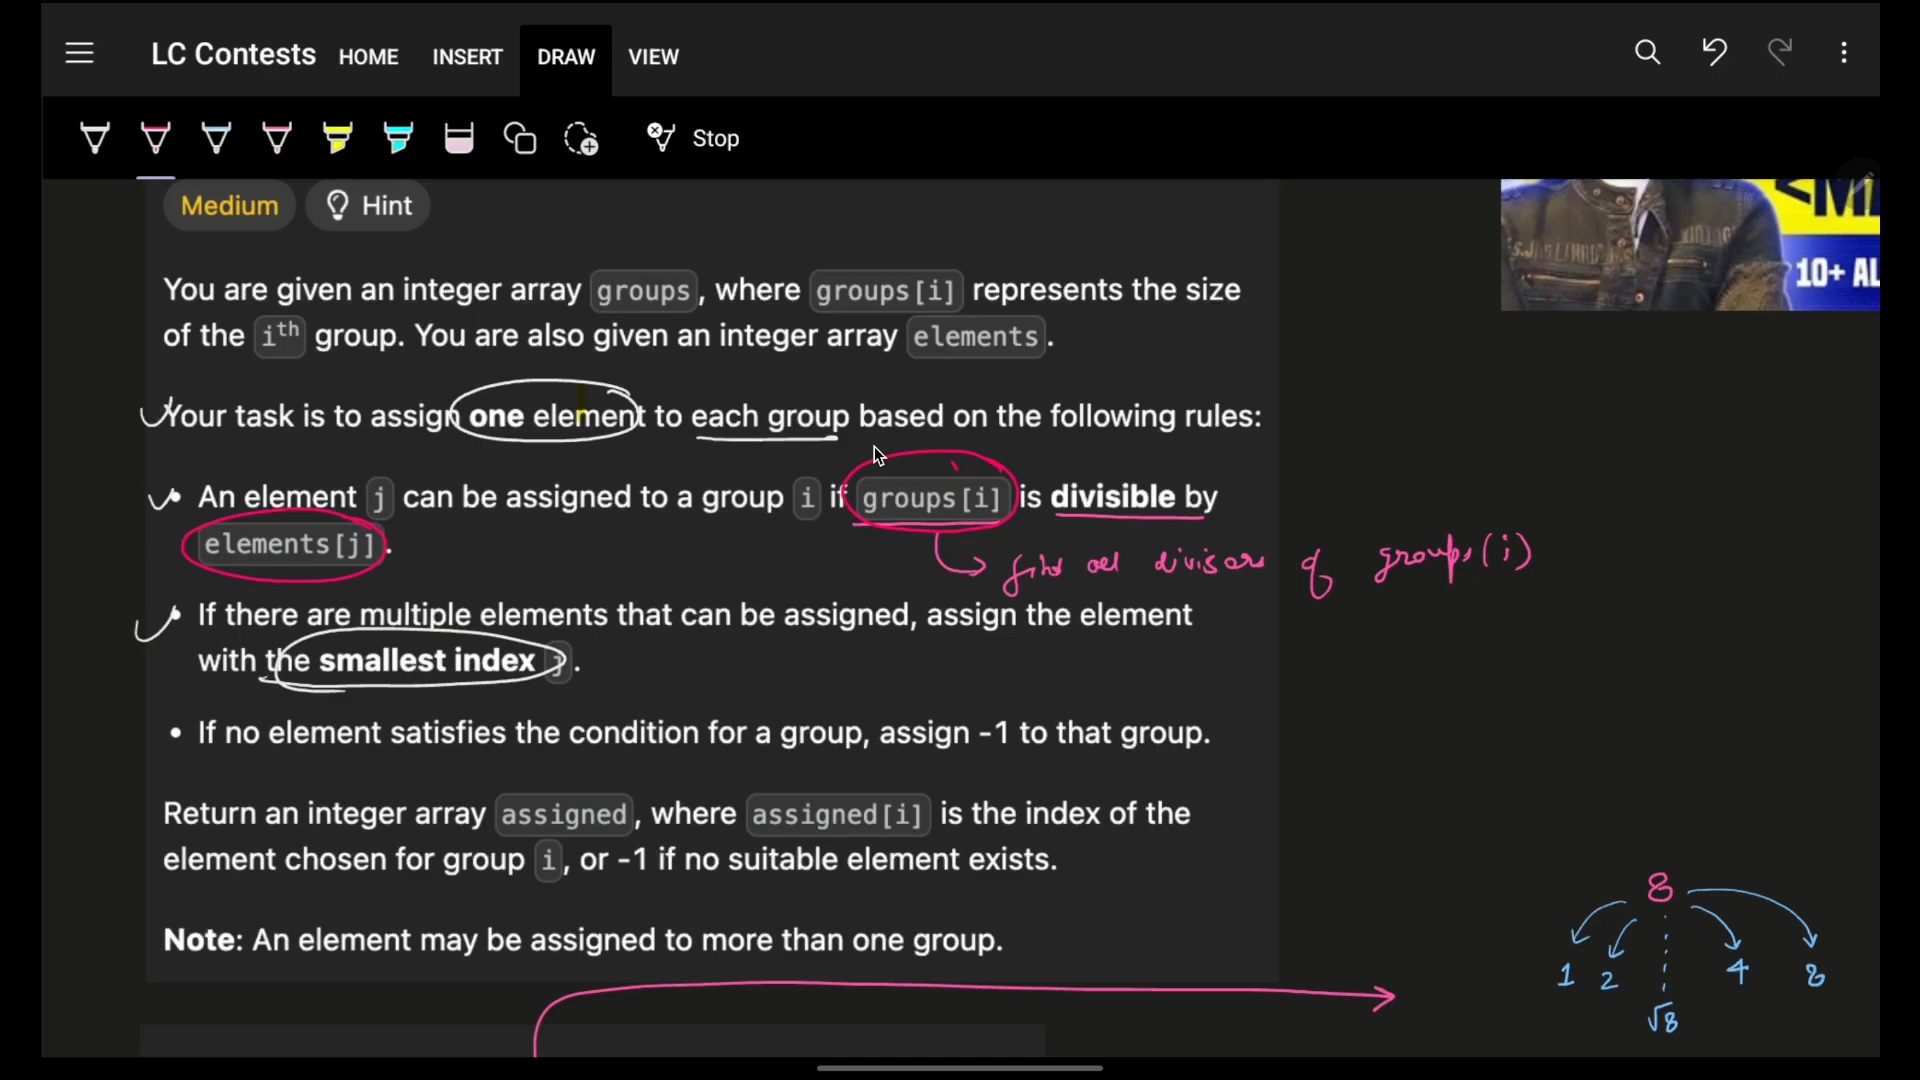 LC Contests HOME INSERT DRAW VIEW
Stop
Medium Hint
<MA
S.JASLIMAC
10+ AL
You are given an integer array groups, where groups[i] represents the size
of the ith group. You are also given an integer array elements.
Your task is to assign one element to each group based on the following rules:
• An element j can be assigned to a group i if groups[i] is divisible by
elements[j].
find all divisors of groups(i)
• If there are multiple elements that can be assigned, assign the element
with the smallest index j.
• If no element satisfies the condition for a group, assign -1 to that group.
Return an integer array assigned, where assigned[i] is the index of the
element chosen for group i, or -1 if no suitable element exists.
Note: An element may be assigned to more than one group.
8
1 2 4 8
√8